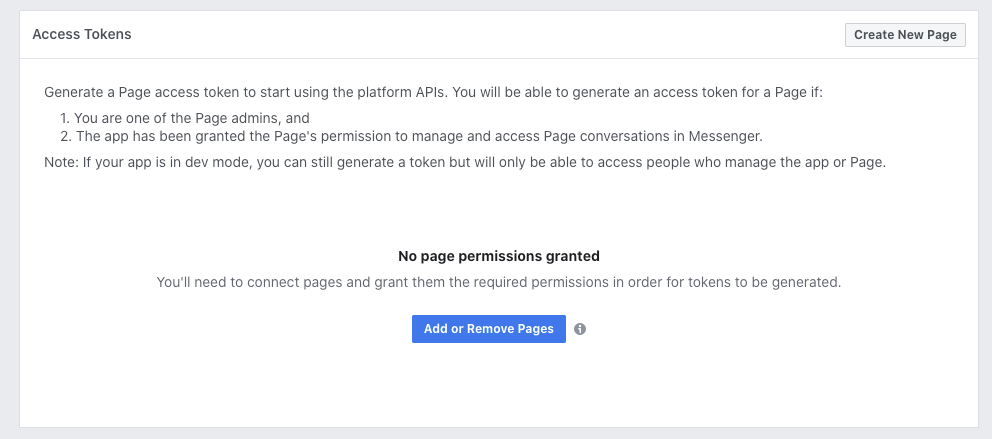 Access Tokens
Create New Page
Generate a Page access token to start using the platform APIs. You will be able to generate an access token for a Page if:
1. You are one of the Page admins, and
2. The app has been granted the Page's permission to manage and access Page conversations in Messenger.
Note: If your app is in dev mode, you can still generate a token but will only be able to access people who manage the app or Page.
No page permissions granted
You'll need to connect pages and grant them the required permissions in order for tokens to be generated.
Add or Remove Pages